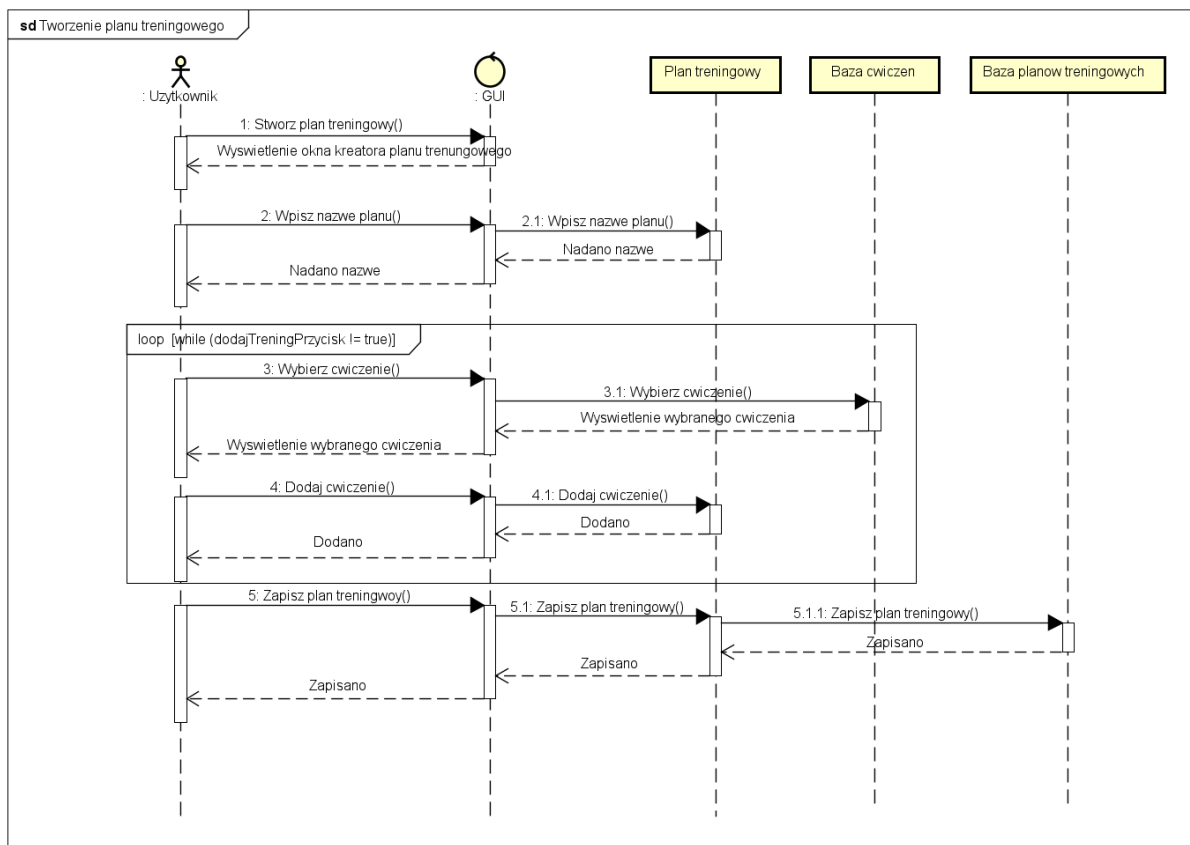 sd Tworzenie planu treningowego
: Uzytkownik
: GUI
Plan treningowy
Baza cwiczen
Baza planow treningowych
1: Stworz plan treningowy()
Wyswietlenie okna kreatora planu trenungowego
2: Wpisz nazwe planu()
2.1: Wpisz nazwe planu()
Nadano nazwe
Nadano nazwe
loop [while (dodajTreningPrzycisk != true)]
3: Wybierz cwiczenie()
3.1: Wybierz cwiczenie()
Wyswietlenie wybranego cwiczenia
Wyswietlenie wybranego cwiczenia
4: Dodaj cwiczenie()
4.1: Dodaj cwiczenie()
Dodano
Dodano
5: Zapisz plan treningwoy()
5.1: Zapisz plan treningowy()
5.1.1: Zapisz plan treningowy()
Zapisano
Zapisano
Zapisano